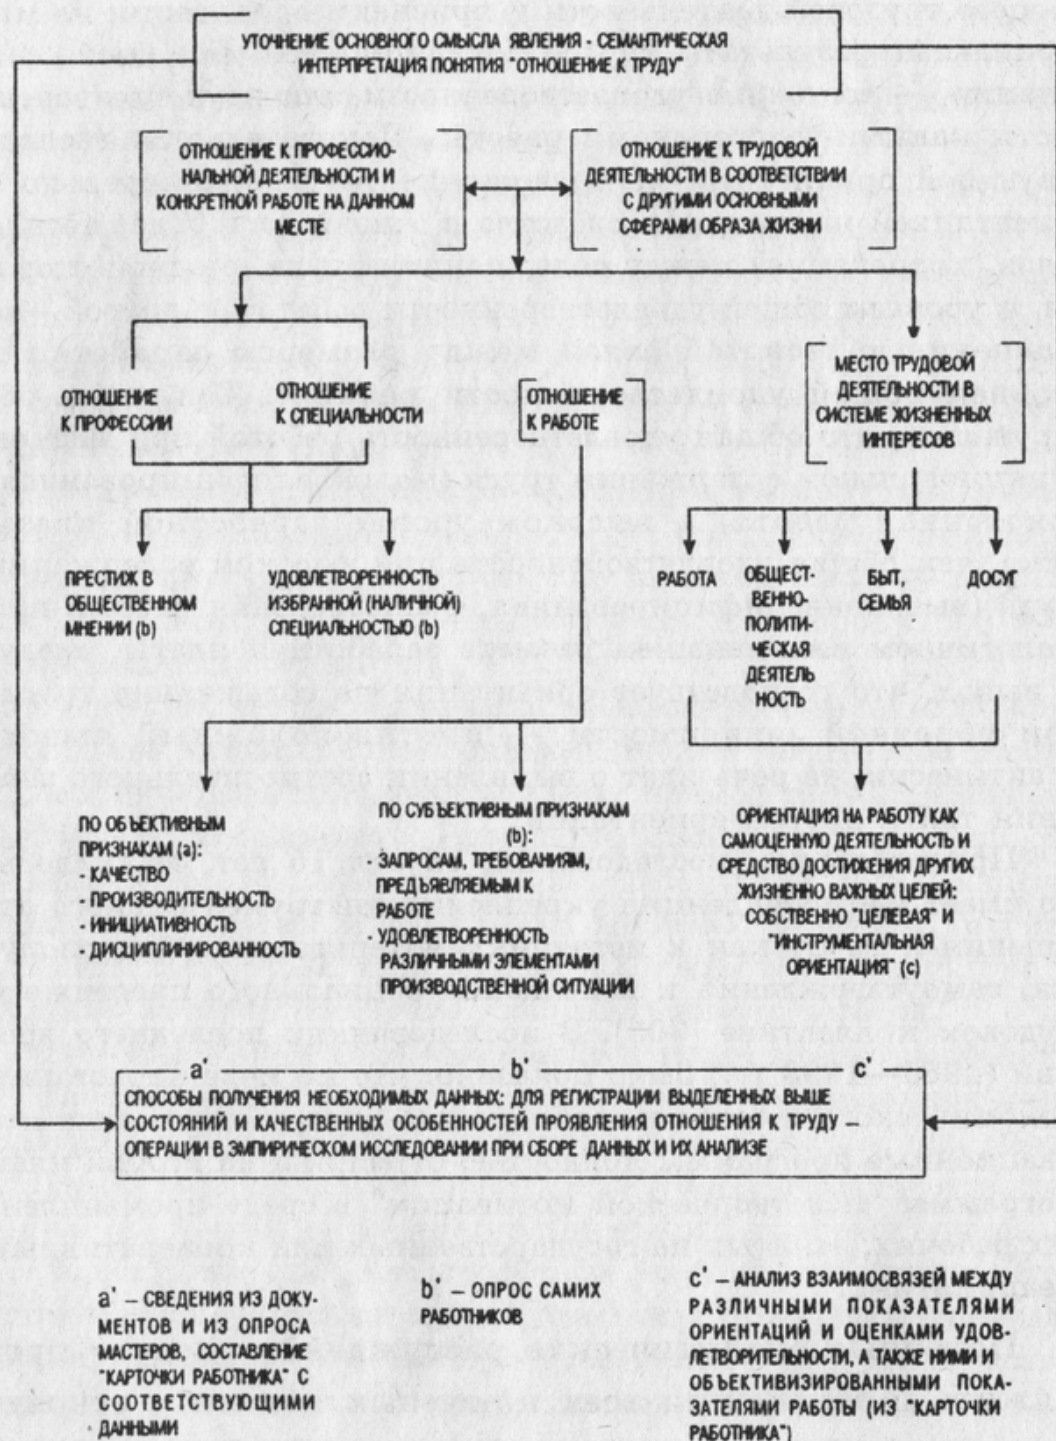 УТОЧНЕНИЕ ОСНОВНОГО СМЫСЛА ЯВЛЕНИЯ - СЕМАНТИЧЕСКАЯ
ИНТЕРПРЕТАЦИЯ ПОНЯТИЯ "ОТНОШЕНИЕ К ТРУДУ"
ОТНОШЕНИЕ К ПРОФЕССИО-
НАЛЬНОЙ ДЕЯТЕЛЬНОСТИ И
КОНКРЕТНОЙ РАБОТЕ НА ДАННОМ
МЕСТЕ
ОТНОШЕНИЕ К ТРУДОВОЙ
ДЕЯТЕЛЬНОСТИ В СООТВЕТСТВИИ
С ДРУГИМИ ОСНОВНЫМИ
СФЕРАМИ ОБРАЗА ЖИЗНИ
ОТНОШЕНИЕ
К ПРОФЕССИИ
ОТНОШЕНИЕ
К СПЕЦИАЛЬНОСТИ
ОТНОШЕНИЕ
К РАБОТЕ
МЕСТО ТРУДОВОЙ
ДЕЯТЕЛЬНОСТИ В
СИСТЕМЕ ЖИЗНЕННЫХ
ИНТЕРЕСОВ
ПРЕСТИЖ В
ОБЩЕСТВЕННОМ
МНЕНИИ (b)
УДОВЛЕТВОРЕННОСТЬ
ИЗБРАННОЙ (НАЛИЧНОЙ)
СПЕЦИАЛЬНОСТЬЮ (b)
РАБОТА
ОБЩЕСТ-
ВЕННО-
ПОЛИТИ-
ЧЕСКАЯ
ДЕЯТЕЛЬ
НОСТЬ
БЫТ,
СЕМЬЯ
ДОСУГ
ПО ОБЪЕКТИВНЫМ
ПРИЗНАКАМ (a):
- КАЧЕСТВО
- ПРОИЗВОДИТЕЛЬНОСТЬ
- ИНИЦИАТИВНОСТЬ
- ДИСЦИПЛИНИРОВАННОСТЬ
ПО СУБЪЕКТИВНЫМ ПРИЗНАКАМ
(b):
- ЗАПРОСАМ, ТРЕБОВАНИЯМ,
ПРЕДЪЯВЛЯЕМЫМ К
РАБОТЕ
- УДОВЛЕТВОРЕННОСТЬ
РАЗЛИЧНЫМИ ЭЛЕМЕНТАМИ
ПРОИЗВОДСТВЕННОЙ СИТУАЦИИ
ОРИЕНТАЦИЯ НА РАБОТУ КАК
САМОЦЕННУЮ ДЕЯТЕЛЬНОСТЬ И
СРЕДСТВО ДОСТИЖЕНИЯ ДРУГИХ
ЖИЗНЕННО ВАЖНЫХ ЦЕЛЕЙ:
СОБСТВЕННО "ЦЕЛЕВАЯ" И
"ИНСТРУМЕНТАЛЬНАЯ
ОРИЕНТАЦИЯ" (c)
a' b' c'
СПОСОБЫ ПОЛУЧЕНИЯ НЕОБХОДИМЫХ ДАННЫХ: ДЛЯ РЕГИСТРАЦИИ ВЫДЕЛЕННЫХ ВЫШЕ
СОСТОЯНИЙ И КАЧЕСТВЕННЫХ ОСОБЕННОСТЕЙ ПРОЯВЛЕНИЯ ОТНОШЕНИЯ К ТРУДУ –
ОПЕРАЦИИ В ЭМПИРИЧЕСКОМ ИССЛЕДОВАНИИ ПРИ СБОРЕ ДАННЫХ И ИХ АНАЛИЗЕ
a' – СВЕДЕНИЯ ИЗ ДОКУ-
МЕНТОВ И ИЗ ОПРОСА
МАСТЕРОВ, СОСТАВЛЕНИЕ
"КАРТОЧКИ РАБОТНИКА" С
СООТВЕТСТВУЮЩИМИ
ДАННЫМИ
b' – ОПРОС САМИХ
РАБОТНИКОВ
c' – АНАЛИЗ ВЗАИМОСВЯЗЕЙ МЕЖДУ
РАЗЛИЧНЫМИ ПОКАЗАТЕЛЯМИ
ОРИЕНТАЦИЙ И ОЦЕНКАМИ УДОВ-
ЛЕТВОРИТЕЛЬНОСТИ, А ТАКЖЕ НИМИ И
ОБЪЕКТИВИЗИРОВАННЫМИ ПОКА-
ЗАТЕЛЯМИ РАБОТЫ (ИЗ "КАРТОЧКИ
РАБОТНИКА")